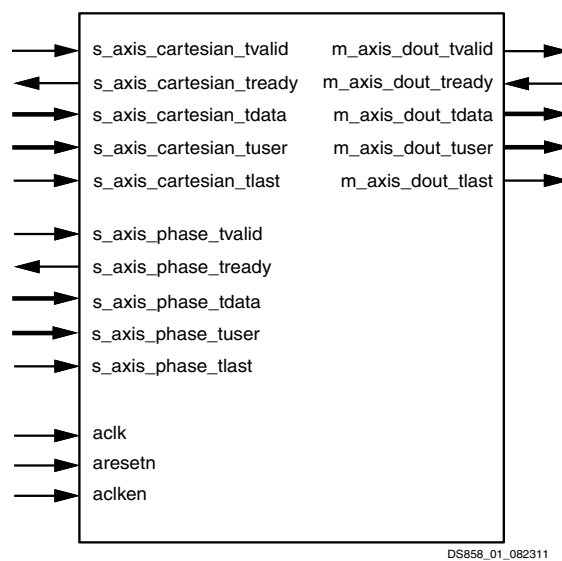 s_axis_cartesian_tvalid
s_axis_cartesian_tready
s_axis_cartesian_tdata
s_axis_cartesian_tuser
s_axis_cartesian_tlast
s_axis_phase_tvalid
s_axis_phase_tready
s_axis_phase_tdata
s_axis_phase_tuser
s_axis_phase_tlast
aclk
aresetn
aclken
m_axis_dout_tvalid
m_axis_dout_tready
m_axis_dout_tdata
m_axis_dout_tuser
m_axis_dout_tlast
DS858_01_082311